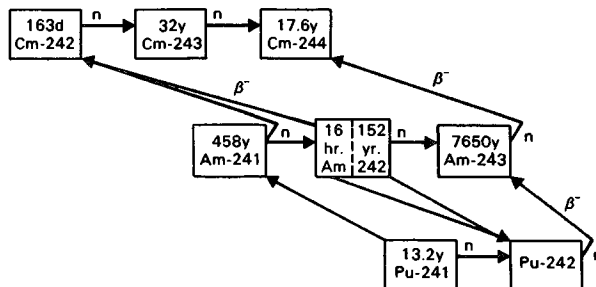 163d
Cm-242
n
32y
Cm-243
n
17.6y
Cm-244
β⁻
β⁻
458y
Am-241
n
16 152
hr. yr.
Am 242
n
7650y
Am-243
n
β⁻
13.2y
Pu-241
n
Pu-242